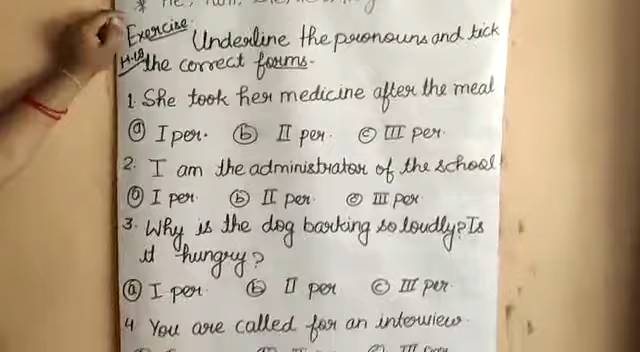 * He,
Exercise Underline the pronouns and tick
H.W the correct forms-
1. She took her medicine after the meal
ⓐ I per. ⓑ II per. ⓒ III per.
2. I am the administrator of the school
ⓐ I per. ⓑ II per. ⓒ III per.
3. Why is the dog barking so loudly? Is
it hungry?
ⓐ I per. ⓑ II per ⓒ III per.
4. You are called for an interview.
III